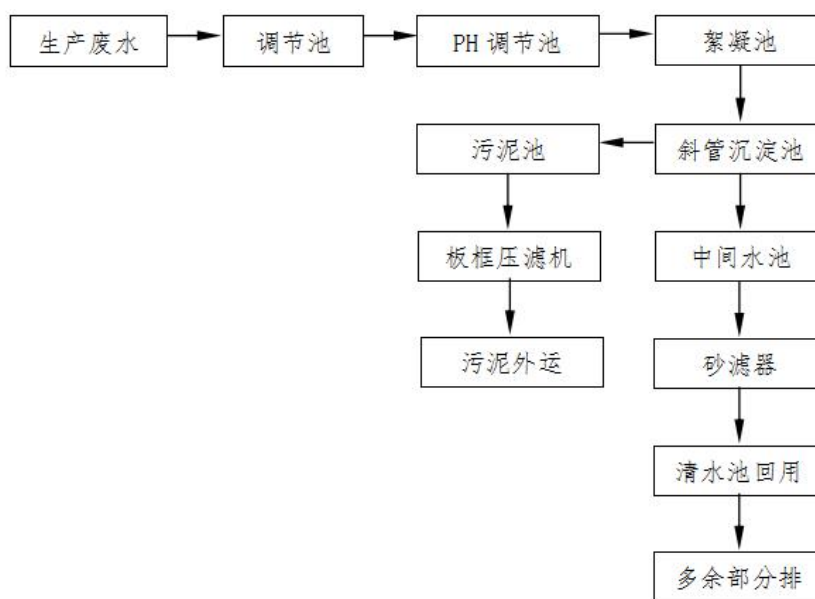 生产废水
调节池
PH 调节池
絮凝池
污泥池
斜管沉淀池
板框压滤机
中间水池
污泥外运
砂滤器
清水池回用
多余部分排